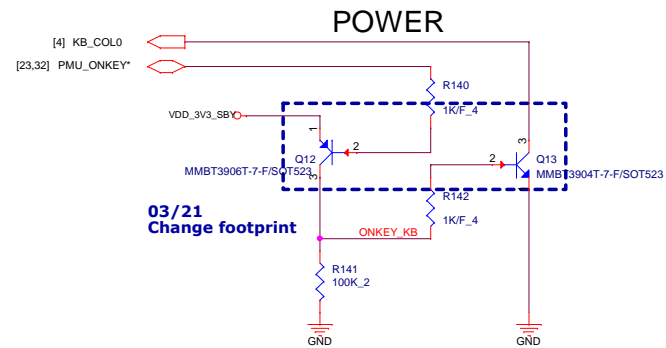 POWER
[4] KB_COL0
[23,32] PMU_ONKEY*
R140
VDD_3V3_SBY
1K/F_4
1
3
2
2
Q12
Q13
MMBT3906T-7-F/SOT523
MMBT3904T-7-F/SOT523
3
R142
03/21
Change footprint
1K/F_4
ONKEY_KB
R141
100K_2
GND
GND